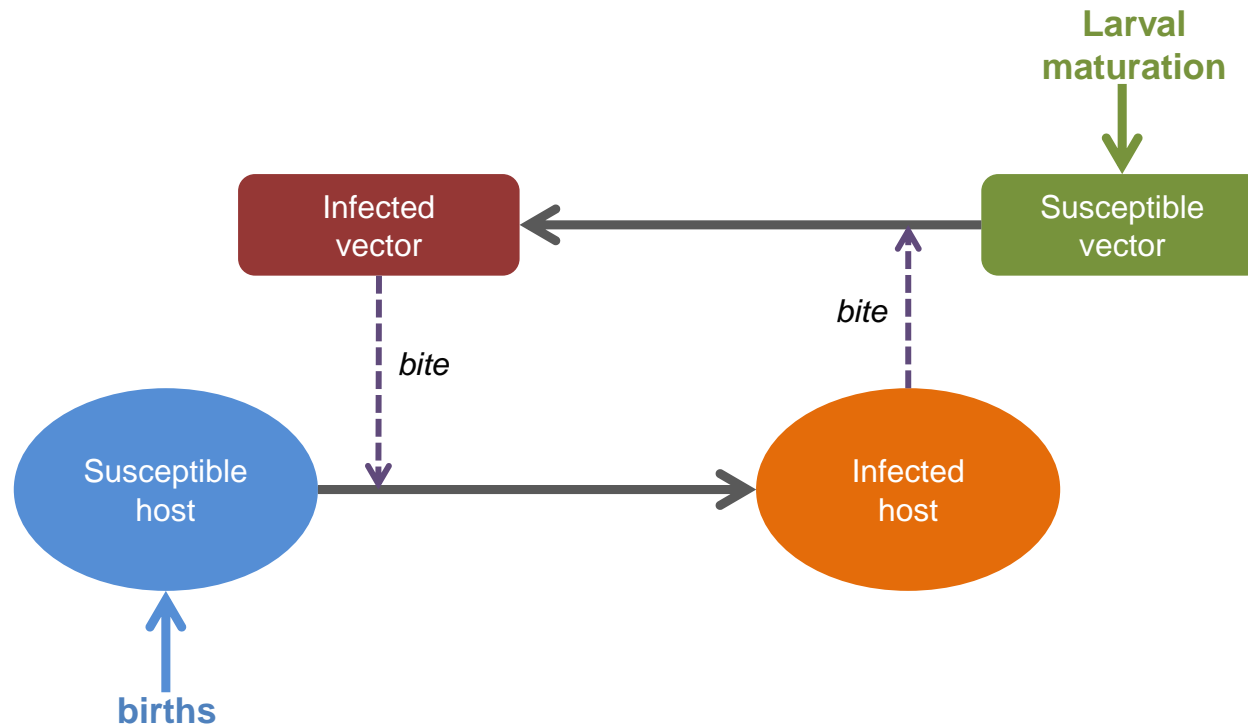 Larval
maturation
Infected
vector
Susceptible
vector
bite
bite
Susceptible
host
Infected
host
births